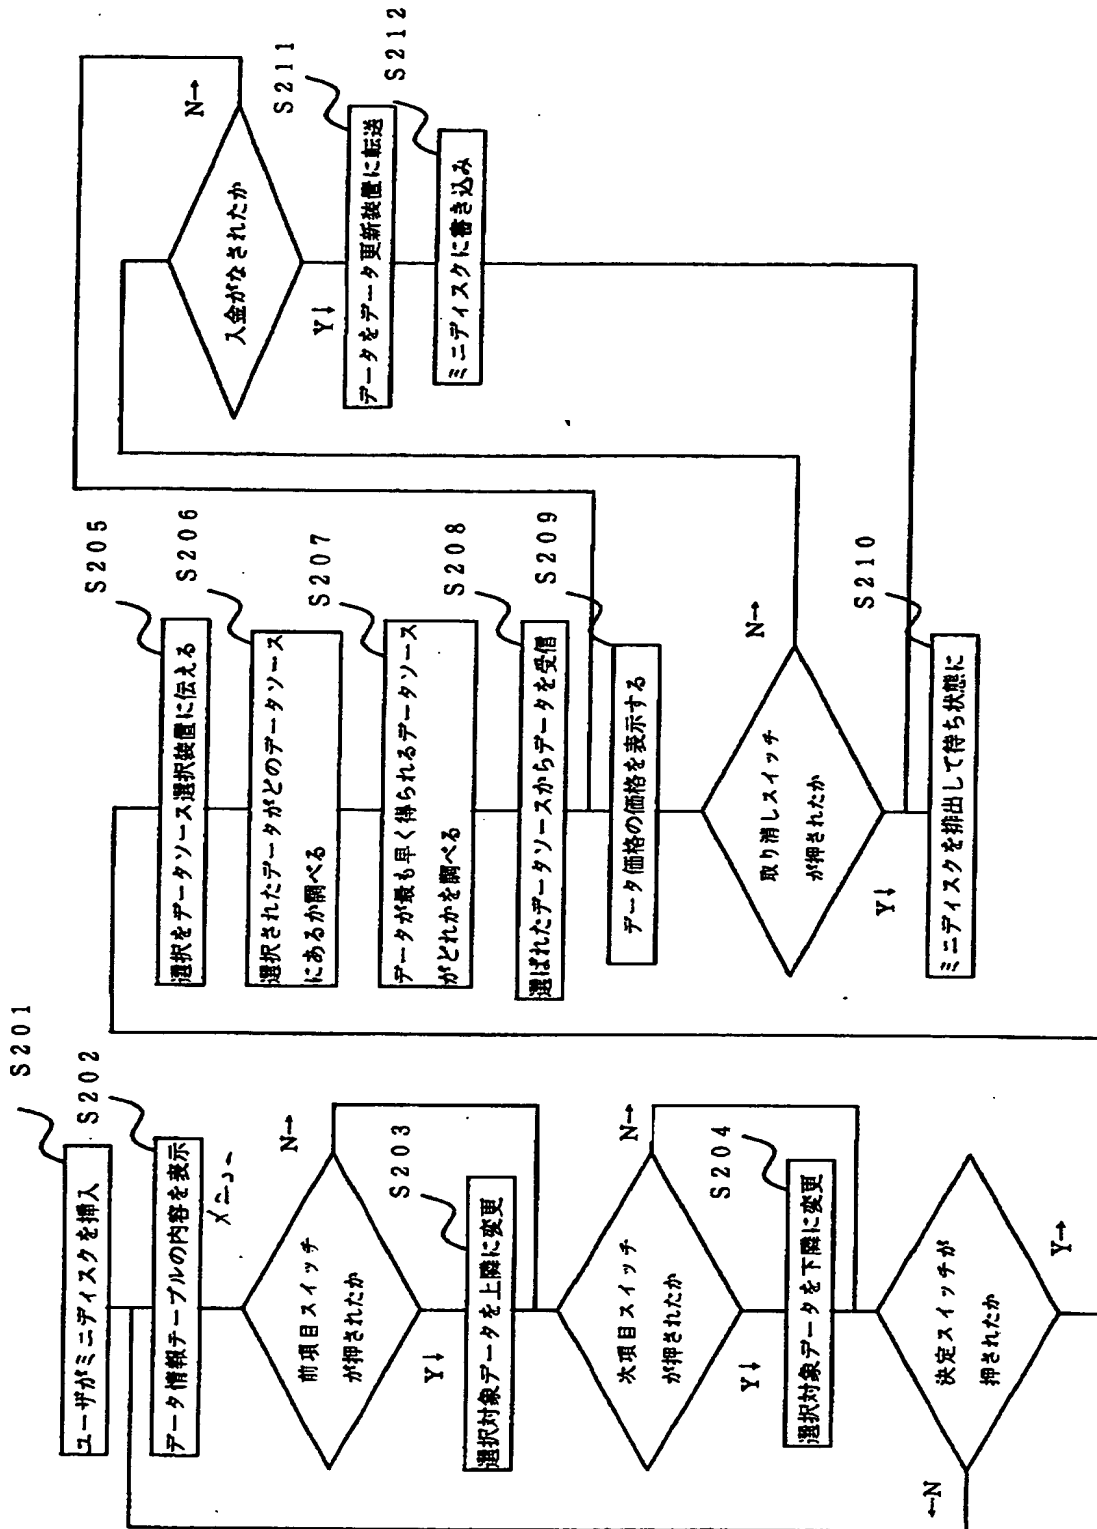 S201
ユーザがミニディスクを挿入
S202
データ情報テーブルの内容を表示
メニュー
前項目スイッチ
が押されたか
N→
Y↓
S203
選択対象データを上隣に変更
次項目スイッチ
が押されたか
N→
Y↓
S204
選択対象データを下隣に変更
決定スイッチが
押されたか
←N
Y→
S205
選択をデータソース選択装置に伝える
S206
選択されたデータがどのデータソース
にあるか調べる
S207
データが最も早く得られるデータソース
がどれかを調べる
S208
選ばれたデータソースからデータを受信
S209
データ価格の価格を表示する
取り消しスイッチ
が押されたか
N→
Y↓
S210
ミニディスクを排出して待ち状態に
入金がなされたか
N→
Y↓
S211
データをデータ更新装置に転送
S212
ミニディスクに書き込み